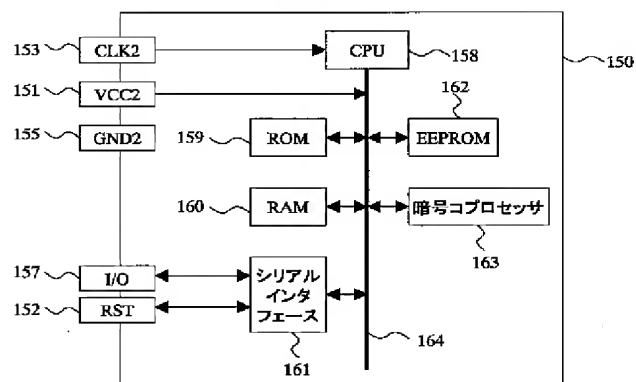 153
CLK2
CPU
158
150
151
VCC2
162
155
GND2
159
ROM
EEPROM
160
RAM
暗号コプロセッサ
163
157
I/O
シリアル
インタ
フェース
152
RST
161
164